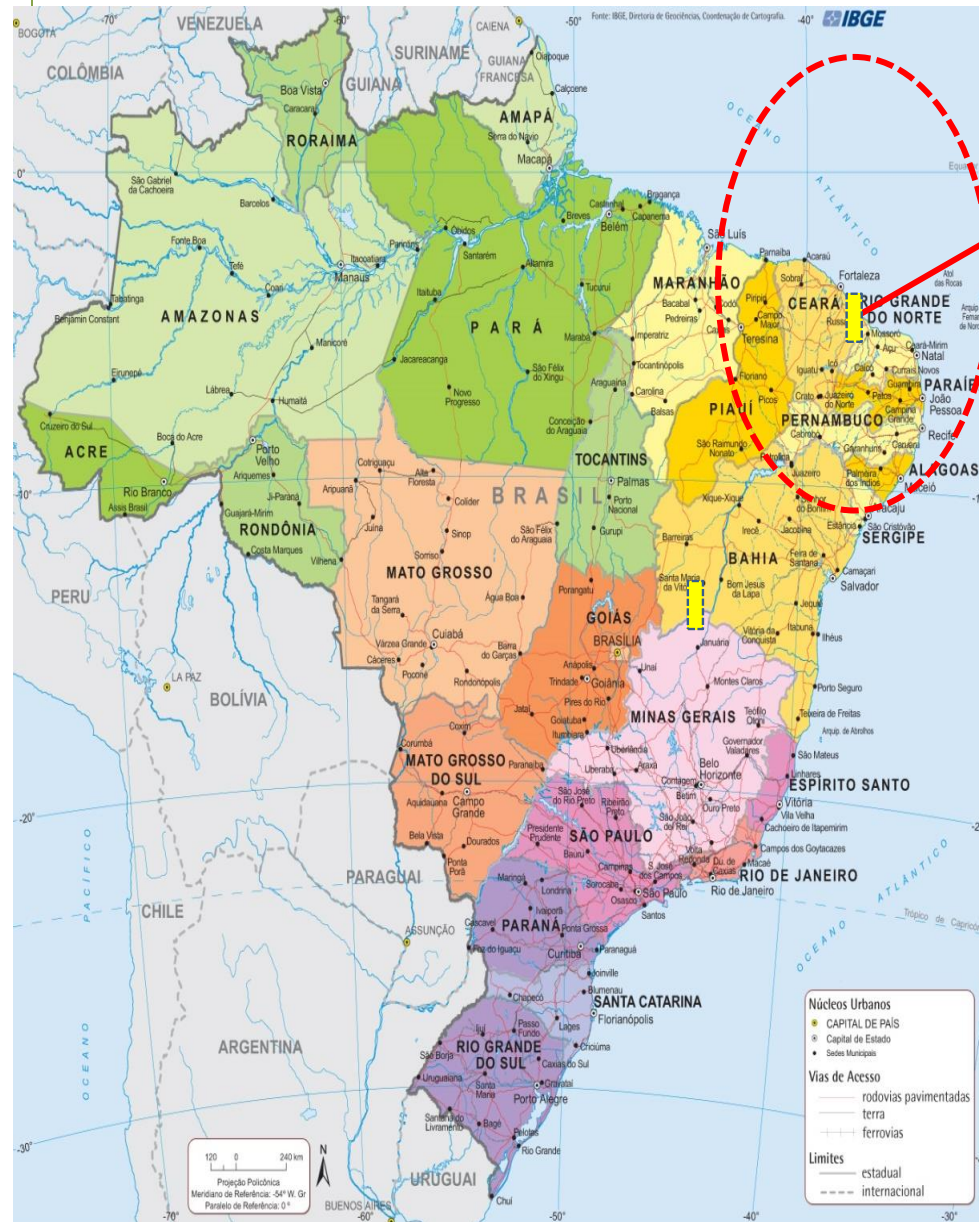 -70°
-50°
-40°
Fonte: IBGE, Diretoria de Geociências, Coordenação de Cartografia.
IBGE
BOGOTÁ
VENEZUELA
CAIENA
SURINAME
GUIANA
FRANCESA
GUIANA
COLÔMBIA
Oiapoque
Calçoene
Boa Vista
Caracaraí
RORAIMA
AMAPÁ
Serra do Navio
Macapá
OCEANO
ATLÂNTICO
0°
São Gabriel
da Cachoeira
Barcelos
Bragança
Castanhal
Capanema
Belém
Breves
São Luís
Parnaíba
Acaraú
Fonte Boa
Tefé
Coari
Manaus
Itacoatiara
Parintins
Óbidos
Santarém
Altamira
Itaituba
Tucuruí
MARANHÃO
Bacabal
Pedreiras
Codó
Caxias
Piripiri
Campo
Maior
Teresina
Sobral
Fortaleza
CEARÁ
RIO GRANDE
DO NORTE
Atol
das Rocas
Tabatinga
Benjamin Constant
AMAZONAS
PARÁ
Manicoré
Jacareacanga
Marabá
Imperatriz
Mossoró
Açu
Ceará-Mirim
Natal
Eirunepé
Lábrea
Humaitá
São Félix
do Xingu
Novo
Progresso
Araguaína
Tocantinópolis
Carolina
Balsas
Floriano
Picos
PIAUÍ
Iguatu
Icó
Crato
Juazeiro
do Norte
Caicó
Currais Novos
Guarabira
Patos
Campina
Grande
João
Pessoa
Cruzeiro do Sul
ACRE
Boca do Acre
Porto
Velho
Conceição
do Araguaia
São Raimundo
Nonato
PERNAMBUCO
Cabrobó
Garanhuns
Caruaru
Recife
Rio Branco
Assis Brasil
Ariquemes
Ji-Paraná
Guajará-Mirim
RONDÔNIA
Costa Marques
Vilhena
Cotriguaçu
Aripuanã
Alta
Floresta
Colíder
Juína
Sinop
Sorriso
MATO GROSSO
BRASIL
TOCANTINS
Palmas
Porto
Nacional
Gurupi
São Félix
do Araguaia
Petrolina
Juazeiro
Palmeira
dos Índios
ALAGOAS
Maceió
-10°
Xique-Xique
Irecê
Jacobina
Estância
São Cristóvão
SERGIPE
Barreiras
BAHIA
Feira de
Santana
Camaçari
Salvador
Bom Jesus
da Lapa
Jequié
PERU
Tangará
da Serra
Água Boa
Porangatu
GOIÁS
BRASÍLIA
Várzea Grande
Cuiabá
Cáceres
Poconé
Barra
do Garças
Rondonópolis
Anápolis
Trindade
Goiânia
Jataí
Pires do Rio
Goiatuba
Itumbiara
Unaí
Januária
Montes Claros
Vitória da
Conquista
Itabuna
Ilhéus
LA PAZ
BOLÍVIA
Porto Seguro
Teixeira de Freitas
Arquip. de Abrolhos
MINAS GERAIS
Teófilo
Otoni
Coxim
Corumbá
MATO GROSSO
DO SUL
Paranaíba
Uberlândia
Uberaba
Araxá
Governador
Valadares
Belo
Horizonte
Contagem
Betim
Ouro Preto
São Mateus
Linhares
ESPÍRITO SANTO
Vitória
Vila Velha
Cachoeiro de Itapemirim
Aquidauana
Campo
Grande
São José
do Rio Preto
Ribeirão
Preto
São João
del Rei
-20°
Bela Vista
Dourados
Ponta
Porã
Presidente
Prudente
SÃO PAULO
Bauru
Volta
Redonda
Du. de
Caxias
Macaé
Campos dos Goytacazes
RIO DE JANEIRO
Rio de Janeiro
PARAGUAI
Maringá
Londrina
Campinas
S. José
dos Campos
Sorocaba
São Paulo
Osasco
Santos
OCEANO
PACÍFICO
CHILE
ASSUNÇÃO
Ivaiporã
Cascavel
PARANÁ
Ponta Grossa
Foz do Iguaçu
Curitiba
Paranaguá
Joinville
Blumenau
OCEANO
ATLÂNTICO
Chapecó
SANTA CATARINA
Florianópolis
Lages
Criciúma
ARGENTINA
Ijuí
Passo
Fundo
São Borja
RIO GRANDE
DO SUL
Caxias do Sul
Uruguaiana
Santa
Maria
Gravataí
Porto Alegre
Santana do
Livramento
Bagé
Pelotas
Rio Grande
-30°
Chuí
URUGUAI
BUENOS AIRES
120 0 240 km
N
Projeção Policônica
Meridiano de Referência: -54° W. Gr
Paralelo de Referência: 0°
Núcleos Urbanos
CAPITAL DE PAÍS
Capital de Estado
Sedes Municipais
Vias de Acesso
rodovias pavimentadas
terra
ferrovias
Limites
estadual
internacional
-70°
-60°
-50°
-40°
-30°